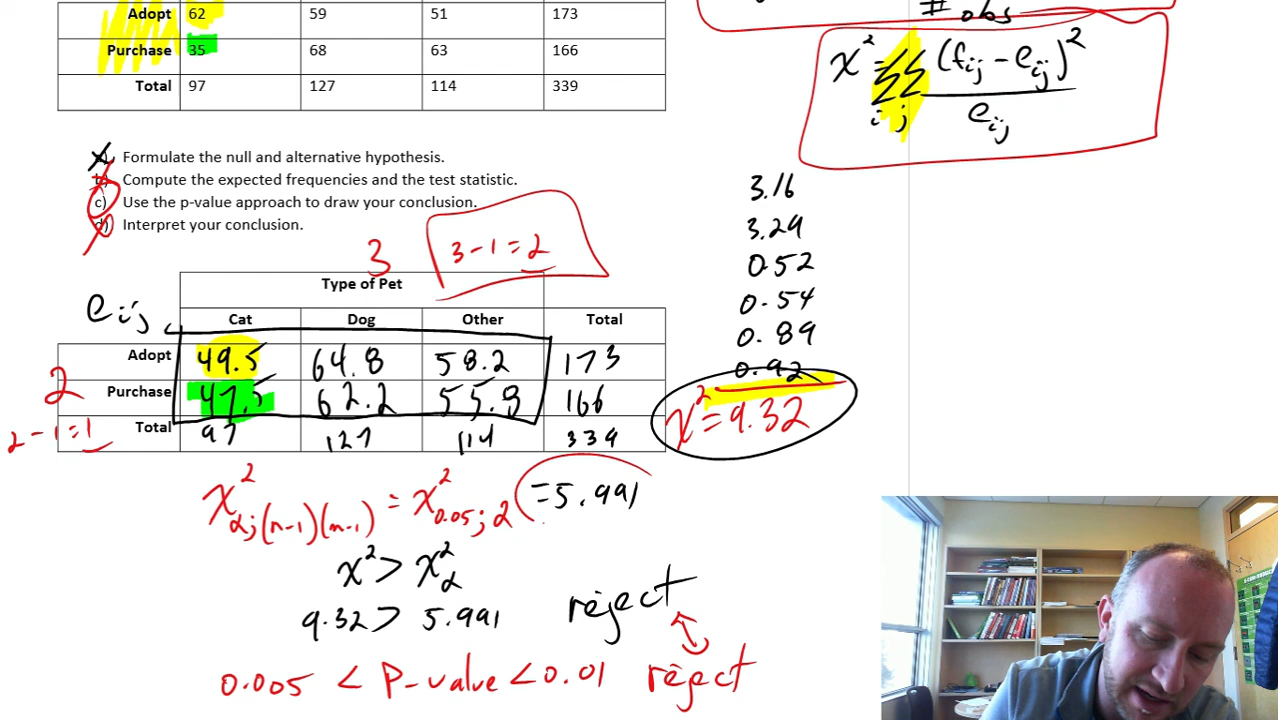 # obs
Adopt 62 59 51 173
Purchase 35 68 63 166
Total 97 127 114 339
χ² = ΣΣ (fij - eij)² / eij
i j
a) Formulate the null and alternative hypothesis.
b) Compute the expected frequencies and the test statistic.
c) Use the p-value approach to draw your conclusion.
d) Interpret your conclusion.
3.16
3.29
0.52
0.54
0.89
0.92
χ² = 9.32
3
3-1=2
Type of Pet
eij
Cat Dog Other Total
Adopt 49.5 64.8 58.2 173
2
Purchase 47.5 62.2 55.8 166
2-1=1
Total 97 127 114 339
χ²α;(n-1)(m-1) = χ²0.05;2 =5.991
χ² > χ²α
9.32 > 5.991 reject
0.005 < P-value < 0.01 reject